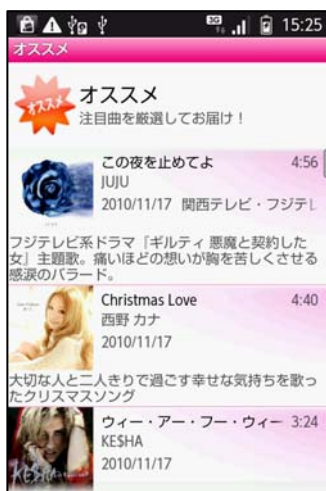 3G
15:25
オススメ
オススメ
オススメ
注目曲を厳選してお届け！
この夜を止めてよ 4:56
JUJU
2010/11/17 関西テレビ・フジテレ
フジテレビ系ドラマ『ギルティ 悪魔と契約した
女』主題歌。痛いほどの想いが胸を苦しくさせる
感涙のバラード。
Christmas Love 4:40
西野 カナ
2010/11/17
大切な人と二人きりで過ごす幸せな気持ちを歌っ
たクリスマスソング
ウィー・アー・フー・ウィー 3:24
KE$HA
2010/11/17
KE$HA